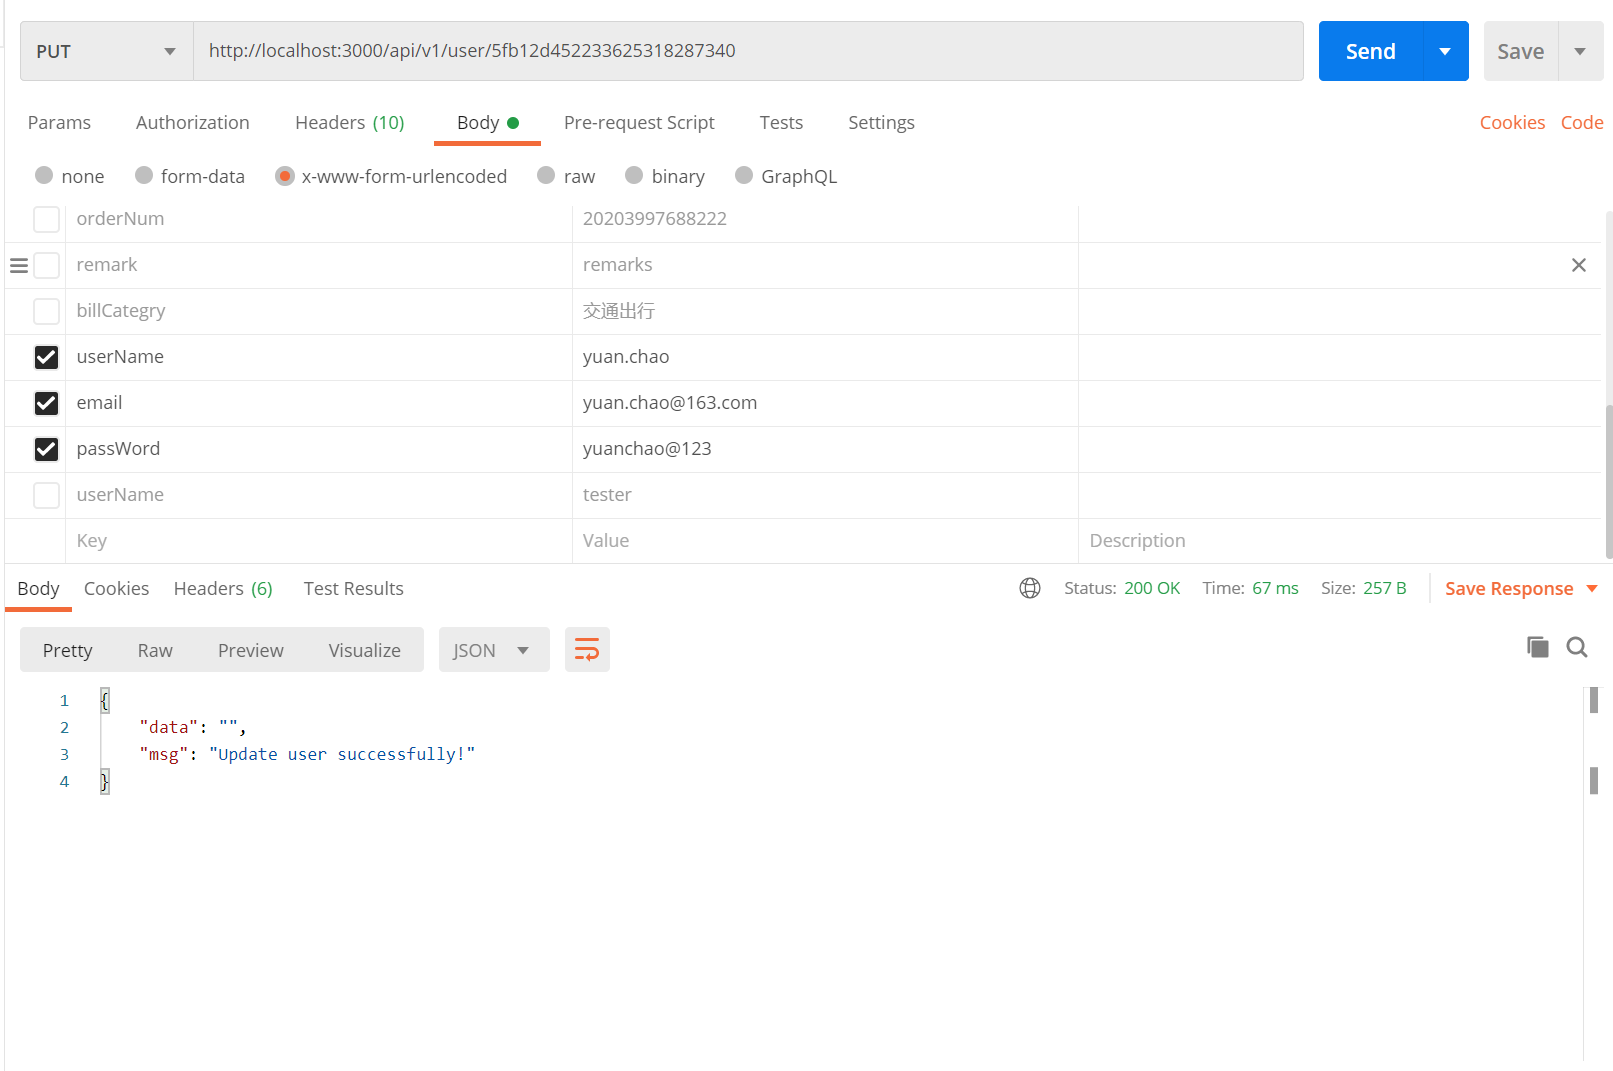 PUT http://localhost:3000/api/v1/user/5fb12d452233625318287340 Send Save
Params Authorization Headers (10) Body Pre-request Script Tests Settings Cookies Code
none form-data x-www-form-urlencoded raw binary GraphQL
orderNum 20203997688222
remark remarks
billCategry 交通出行
userName yuan.chao
email yuan.chao@163.com
passWord yuanchao@123
userName tester
Key Value Description
Body Cookies Headers (6) Test Results Status: 200 OK Time: 67 ms Size: 257 B Save Response
Pretty Raw Preview Visualize JSON
1 {
2 "data": "",
3 "msg": "Update user successfully!"
4 }